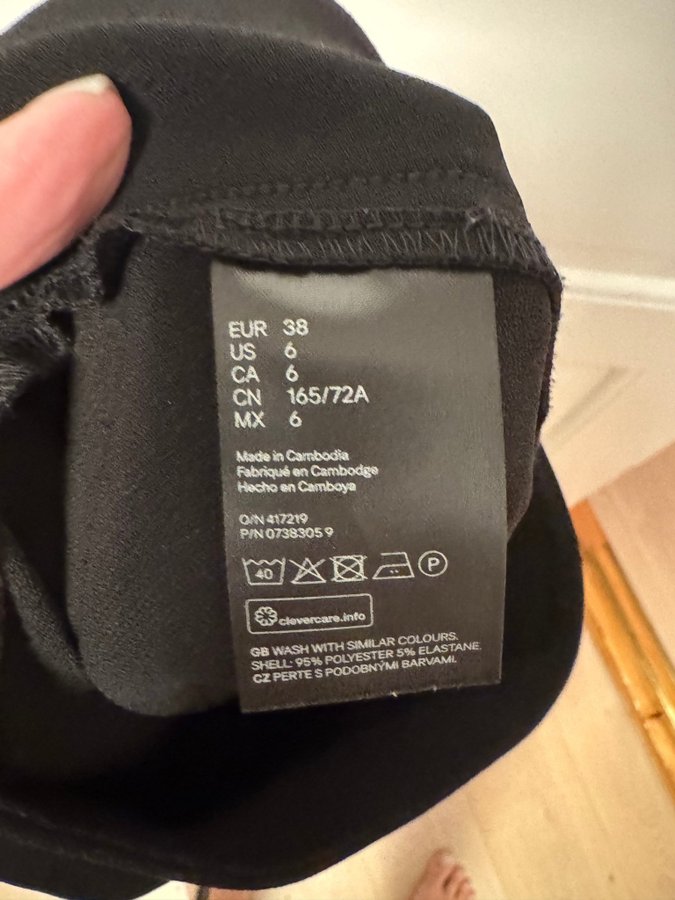 EUR 38
US 6
CA 6
CN 165/72A
MX 6
Made in Cambodia
Fabriqué en Cambodge
Hecho en Camboya
O/N 417219
P/N 0738305 9
40
P
clevercare.info
GB WASH WITH SIMILAR COLOURS.
SHELL: 95% POLYESTER 5% ELASTANE
CZ PERTE S PODOBNÝMI BARVAMI.